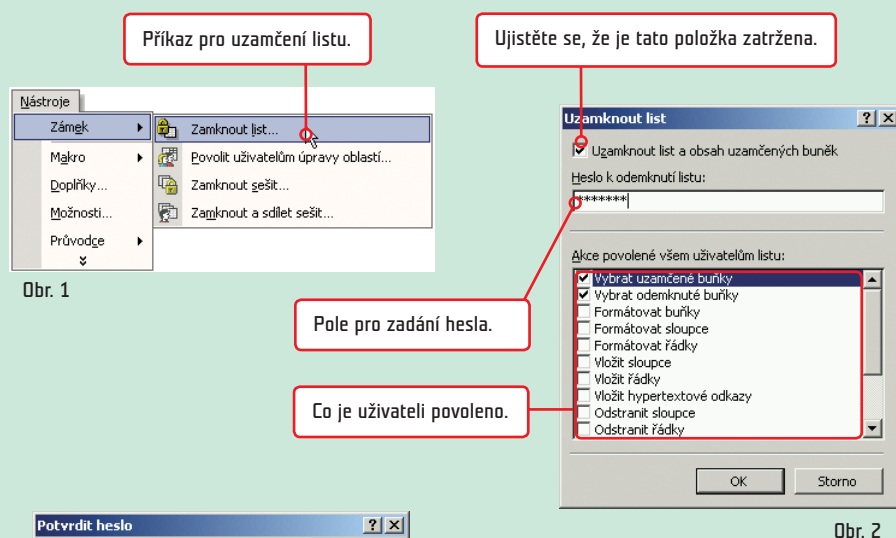 Příkaz pro uzamčení listu.
Ujistěte se, že je tato položka zatržena.
Nástroje
Zámek
Makro
Doplňky...
Možnosti...
Průvodce
Zamknout list...
Povolit uživatelům úpravy oblastí...
Zamknout sešit...
Zamknout a sdílet sešit...
Obr. 1
Uzamknout list
Uzamknout list a obsah uzamčených buněk
Heslo k odemknutí listu:
*******
Akce povolené všem uživatelům listu:
Vybrat uzamčené buňky
Vybrat odemknuté buňky
Formátovat buňky
Formátovat sloupce
Formátovat řádky
Vložit sloupce
Vložit řádky
Vložit hypertextové odkazy
Odstranit sloupce
Odstranit řádky
OK
Storno
Pole pro zadání hesla.
Co je uživateli povoleno.
Potvrdit heslo
Obr. 2